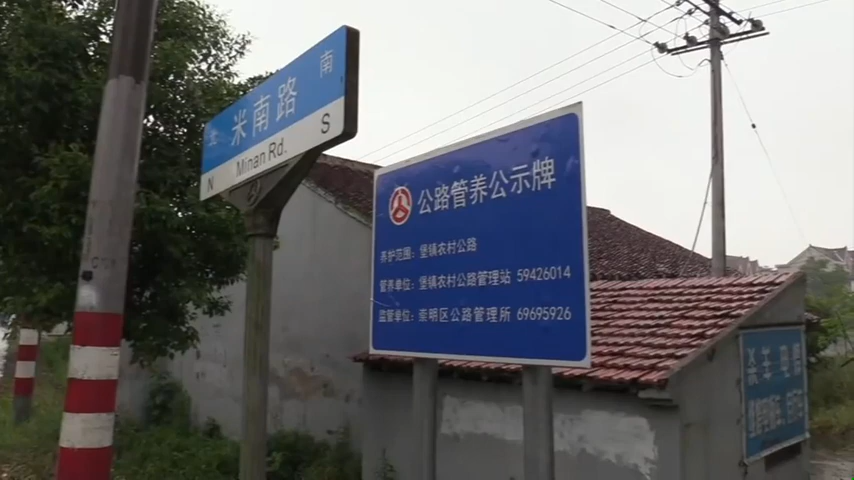 北 米南路 南
N Minan Rd. S
公路管养公示牌
养护范围：堡镇农村公路
管养单位：堡镇农村公路管理站 59426014
监管单位：崇明区公路管理所 69695926